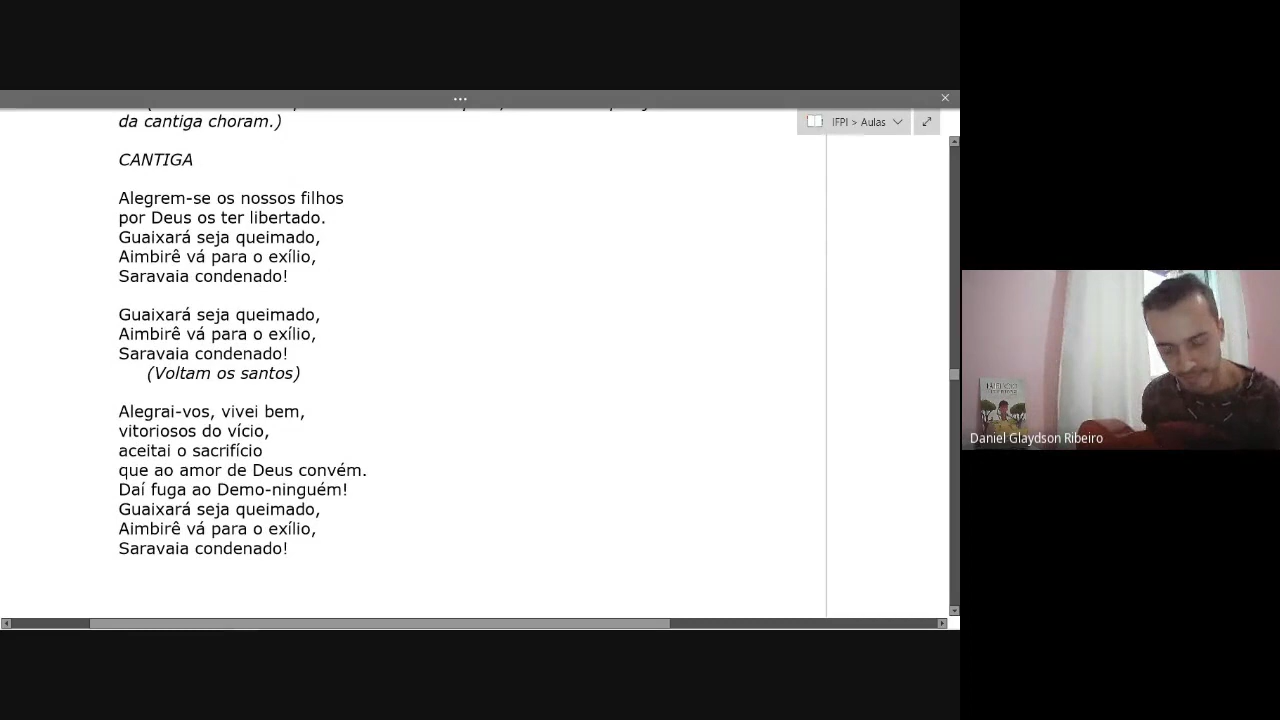 da cantiga choram.)
IFPI > Aulas
CANTIGA
Alegrem-se os nossos filhos
por Deus os ter libertado.
Guaixará seja queimado,
Aimbirê vá para o exílio,
Saravaia condenado!
Guaixará seja queimado,
Aimbirê vá para o exílio,
Saravaia condenado!
(Voltam os santos)
Alegrai-vos, vivei bem,
vitoriosos do vício,
aceitai o sacrifício
que ao amor de Deus convém.
Daí fuga ao Demo-ninguém!
Guaixará seja queimado,
Aimbirê vá para o exílio,
Saravaia condenado!
Daniel Glaydson Ribeiro